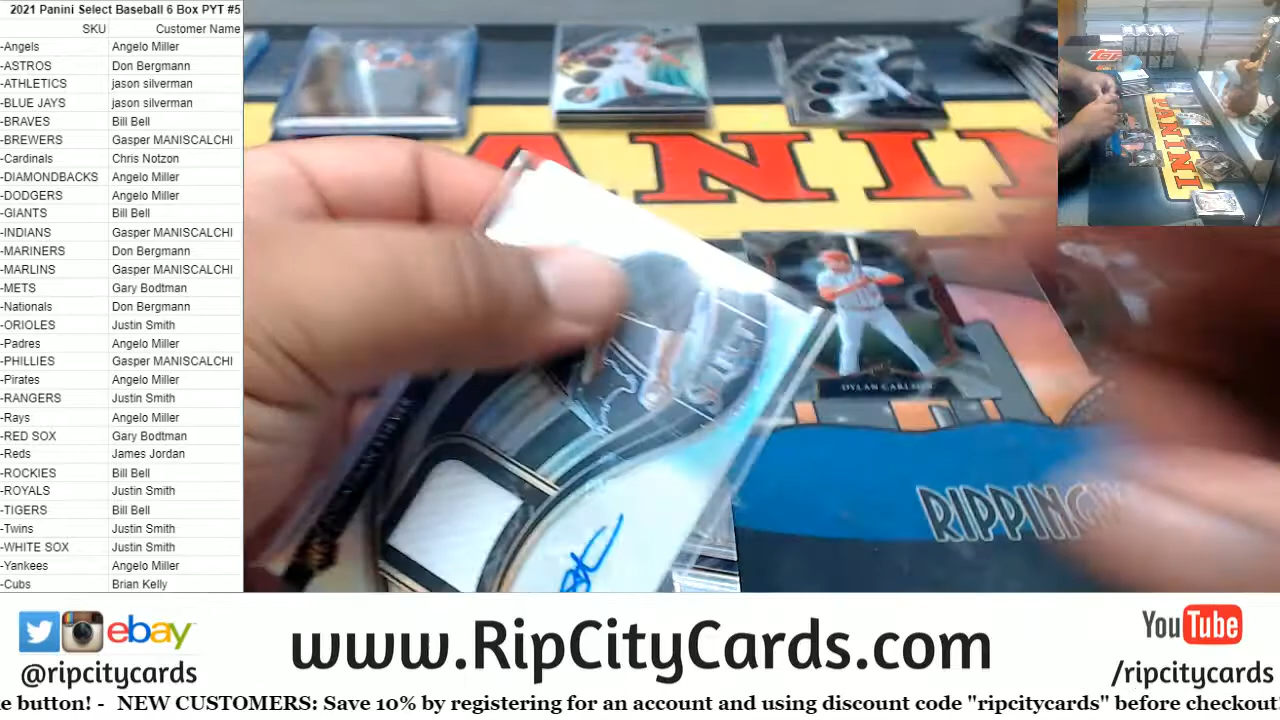 2021 Panini Select Baseball 6 Box PYT #5
SKU Customer Name
-Angels Angelo Miller
-ASTROS Don Bergmann
-ATHLETICS jason silverman
-BLUE JAYS jason silverman
-BRAVES Bill Bell
-BREWERS Gasper MANISCALCHI
-Cardinals Chris Notzon
-DIAMONDBACKS Angelo Miller
-DODGERS Angelo Miller
-GIANTS Bill Bell
-INDIANS Gasper MANISCALCHI
-MARINERS Don Bergmann
-MARLINS Gasper MANISCALCHI
-METS Gary Bodtman
-Nationals Don Bergmann
-ORIOLES Justin Smith
-Padres Angelo Miller
-PHILLIES Gasper MANISCALCHI
-Pirates Angelo Miller
-RANGERS Justin Smith
-Rays Angelo Miller
-RED SOX Gary Bodtman
-Reds James Jordan
-ROCKIES Bill Bell
-ROYALS Justin Smith
-TIGERS Bill Bell
-Twins Justin Smith
-WHITE SOX Justin Smith
-Yankees Angelo Miller
-Cubs Brian Kelly
ANINI
DYLAN CARLSON
RIPPING
PANINI
ebay
@ripcitycards
www.RipCityCards.com
YouTube
/ripcitycards
e button! - NEW CUSTOMERS: Save 10% by registering for an account and using discount code "ripcitycards" before checkout!